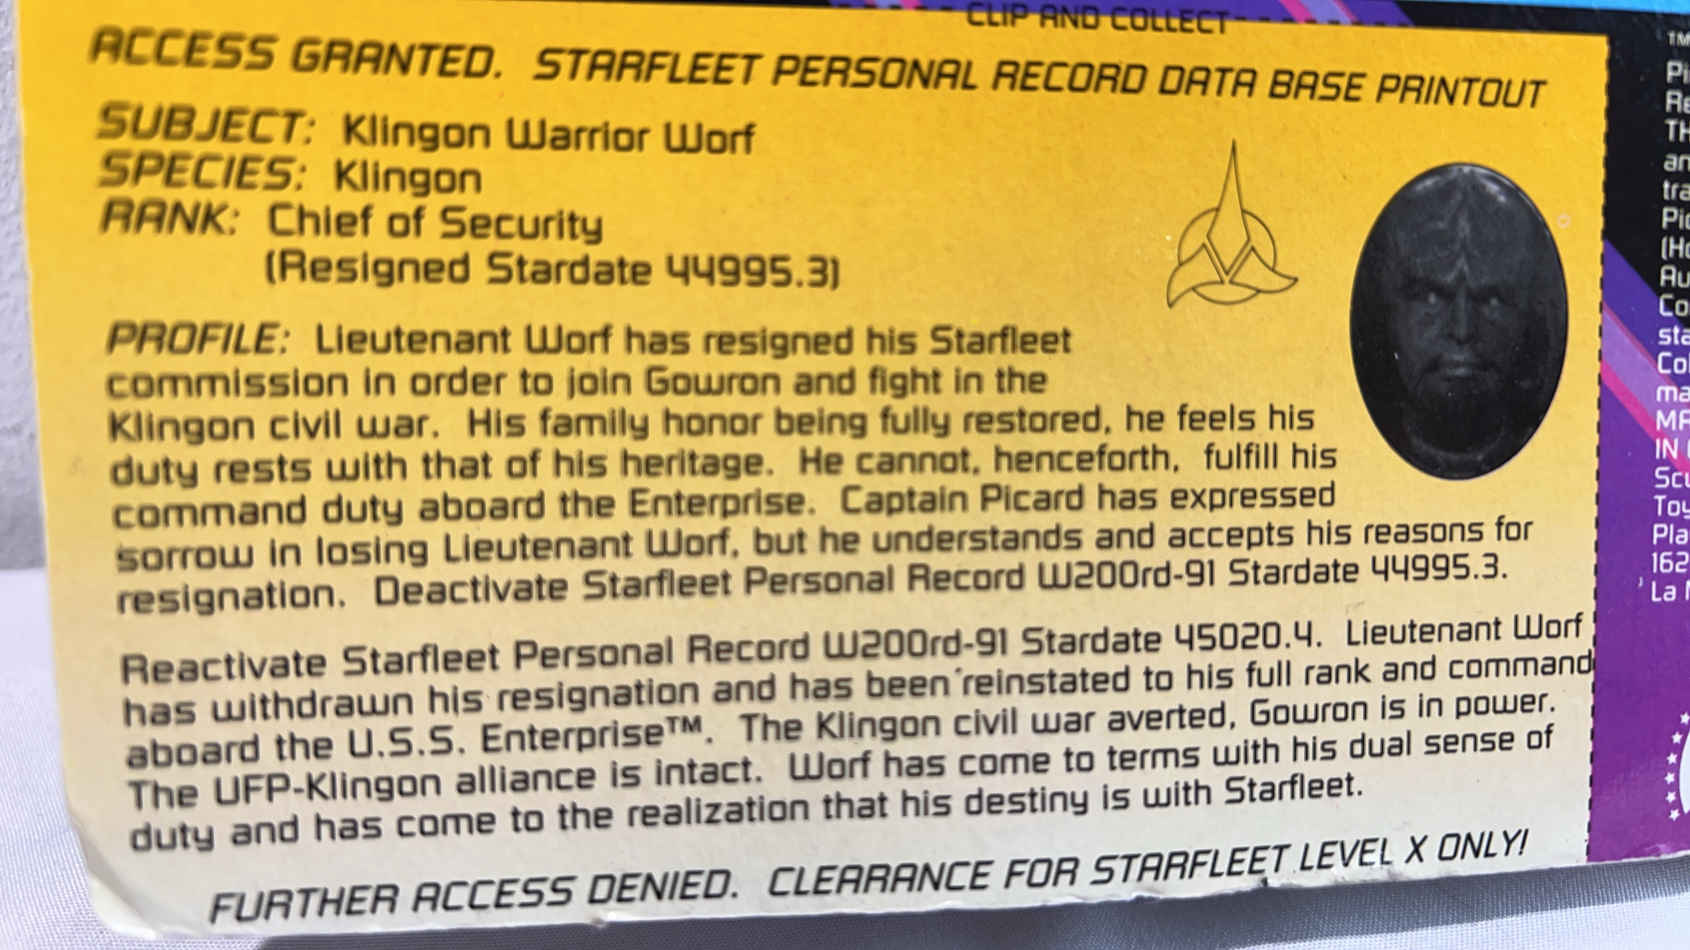 CLIP AND COLLECT
ACCESS GRANTED. STARFLEET PERSONAL RECORD DATA BASE PRINTOUT
SUBJECT: Klingon Warrior Worf
SPECIES: Klingon
RANK: Chief of Security
(Resigned Stardate 44995.3)
PROFILE: Lieutenant Worf has resigned his Starfleet
commission in order to join Gowron and fight in the
Klingon civil war. His family honor being fully restored, he feels his
duty rests with that of his heritage. He cannot, henceforth, fulfill his
command duty aboard the Enterprise. Captain Picard has expressed
sorrow in losing Lieutenant Worf, but he understands and accepts his reasons for
resignation. Deactivate Starfleet Personal Record W200rd-91 Stardate 44995.3.
Reactivate Starfleet Personal Record W200rd-91 Stardate 45020.4. Lieutenant Worf
has withdrawn his resignation and has been reinstated to his full rank and command
aboard the U.S.S. Enterprise™. The Klingon civil war averted, Gowron is in power.
The UFP-Klingon alliance is intact. Worf has come to terms with his dual sense of
duty and has come to the realization that his destiny is with Starfleet.
FURTHER ACCESS DENIED. CLEARANCE FOR STARFLEET LEVEL X ONLY!
TM
IN
162
La